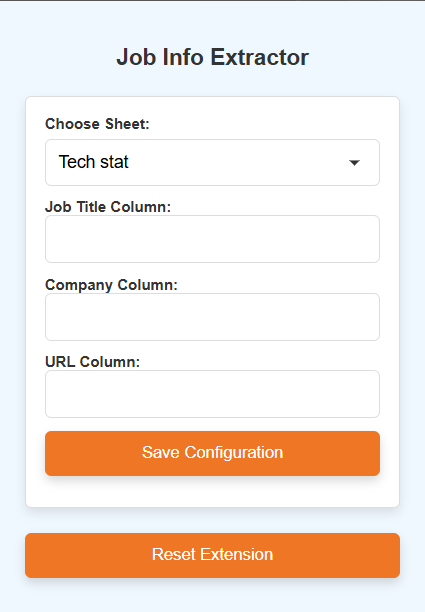 Job Info Extractor
Choose Sheet:
Tech stat
Job Title Column:
Company Column:
URL Column:
Save Configuration
Reset Extension